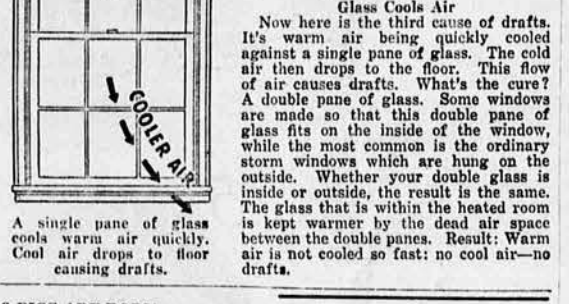 Glass Cools Air
Now here is the third cause of drafts.
It's warm air being quickly cooled
against a single pane of glass. The cold
air then drops to the floor. This flow
of air causes drafts. What's the cure?
A double pane of glass. Some windows
are made so that this double pane of
glass fits on the inside of the window,
while the most common is the ordinary
storm windows which are hung on the
outside. Whether your double glass is
inside or outside, the result is the same.
The glass that is within the heated room
is kept warmer by the dead air space
between the double panes. Result: Warm
air is not cooled so fast: no cool air—no
drafts.
COOLER AIR
A single pane of glass
cools warm air quickly.
Cool air drops to floor
causing drafts.